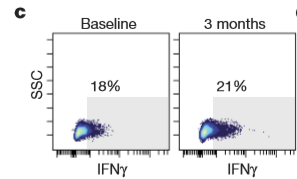 c
Baseline
3 months
SSC
18%
21%
IFNγ
IFNγ